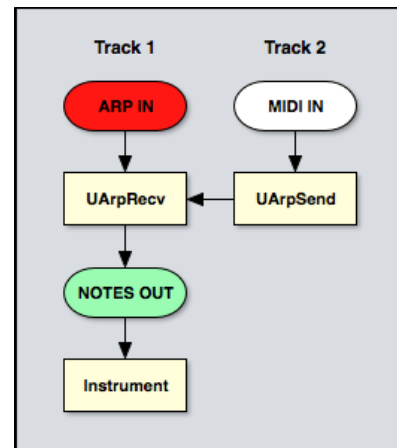 Track 1
Track 2
ARP IN
MIDI IN
UArpRecv
UArpSend
NOTES OUT
Instrument